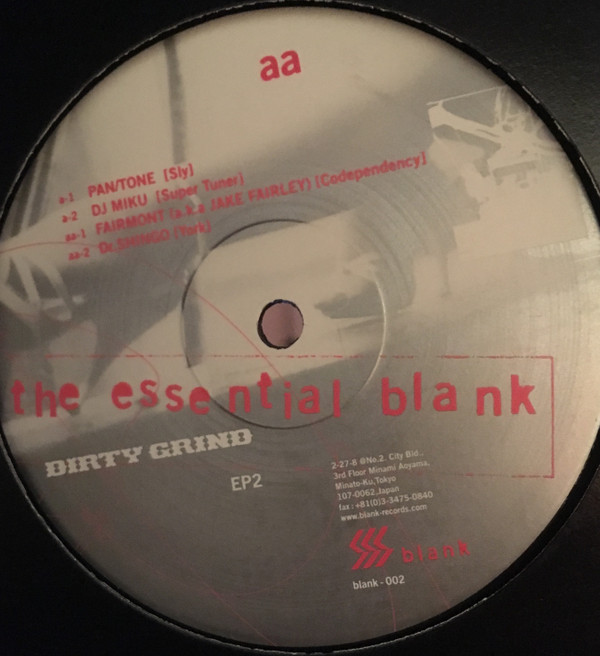 aa
a-1 PAN/TONE [Sly]
a-2 DJ MIKU [Super Tuner]
aa-1 FAIRMONT (a.k.a JAKE FAIRLEY) [Codependency]
aa-2 Dr.SHINGO [York]
the essential blank
DIRTY GRIND
EP2
2-27-6 @No.2. City Bld.,
3rd Floor Minami Aoyama,
Minato-Ku,Tokyo
107-0062,Japan
fax : +81(0)3-3475-0840
www.blank-records.com
blank
blank - 002